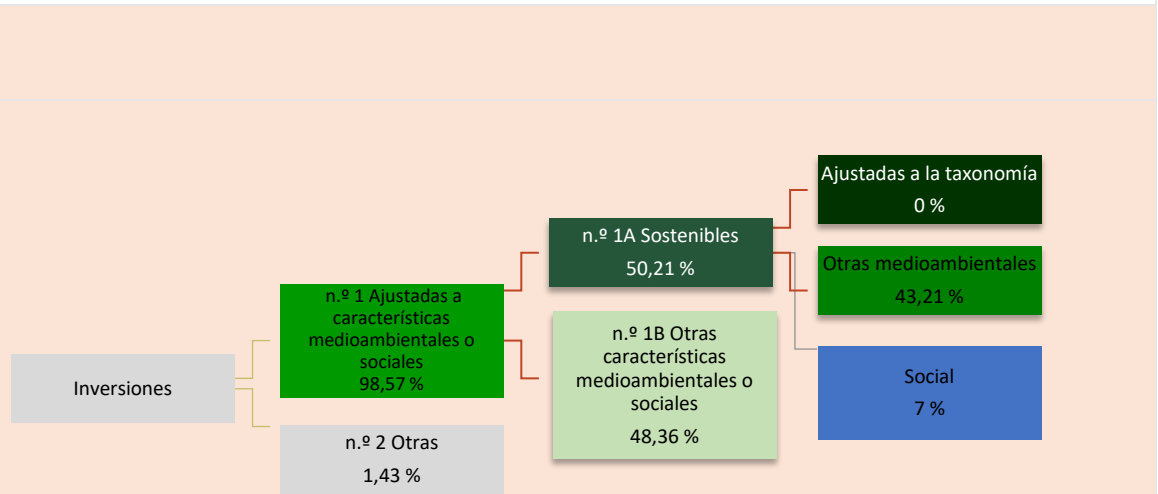 Inversiones
n.º 1 Ajustadas a
características
medioambientales o
sociales
98,57 %
n.º 2 Otras
1,43 %
n.º 1A Sostenibles
50,21 %
n.º 1B Otras
características
medioambientales o
sociales
48,36 %
Ajustadas a la taxonomía
0 %
Otras medioambientales
43,21 %
Social
7 %